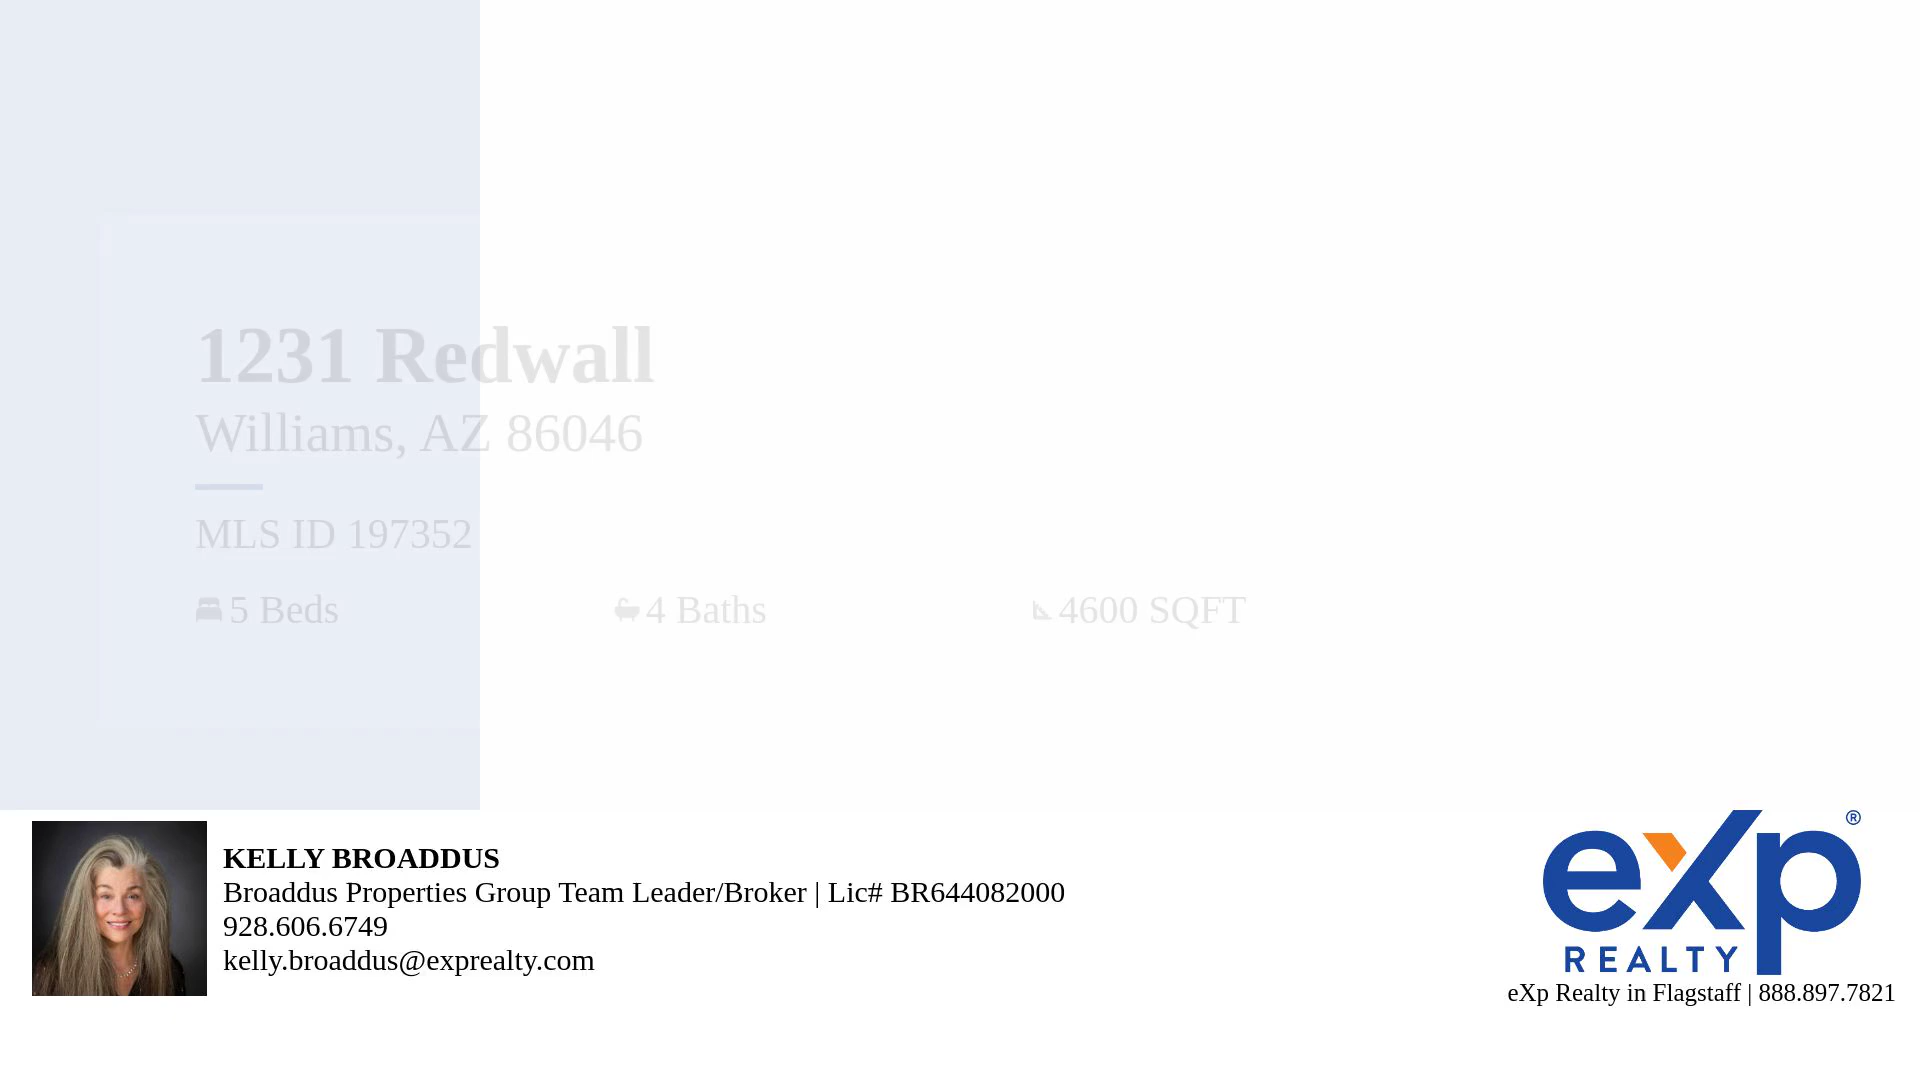 1231 Redwall
Williams, AZ 86046
MLS ID 197352
5 Beds
4 Baths
4600 SQFT
KELLY BROADDUS
Broaddus Properties Group Team Leader/Broker | Lic# BR644082000
928.606.6749
kelly.broaddus@exprealty.com
eXp®
REALTY
eXp Realty in Flagstaff | 888.897.7821